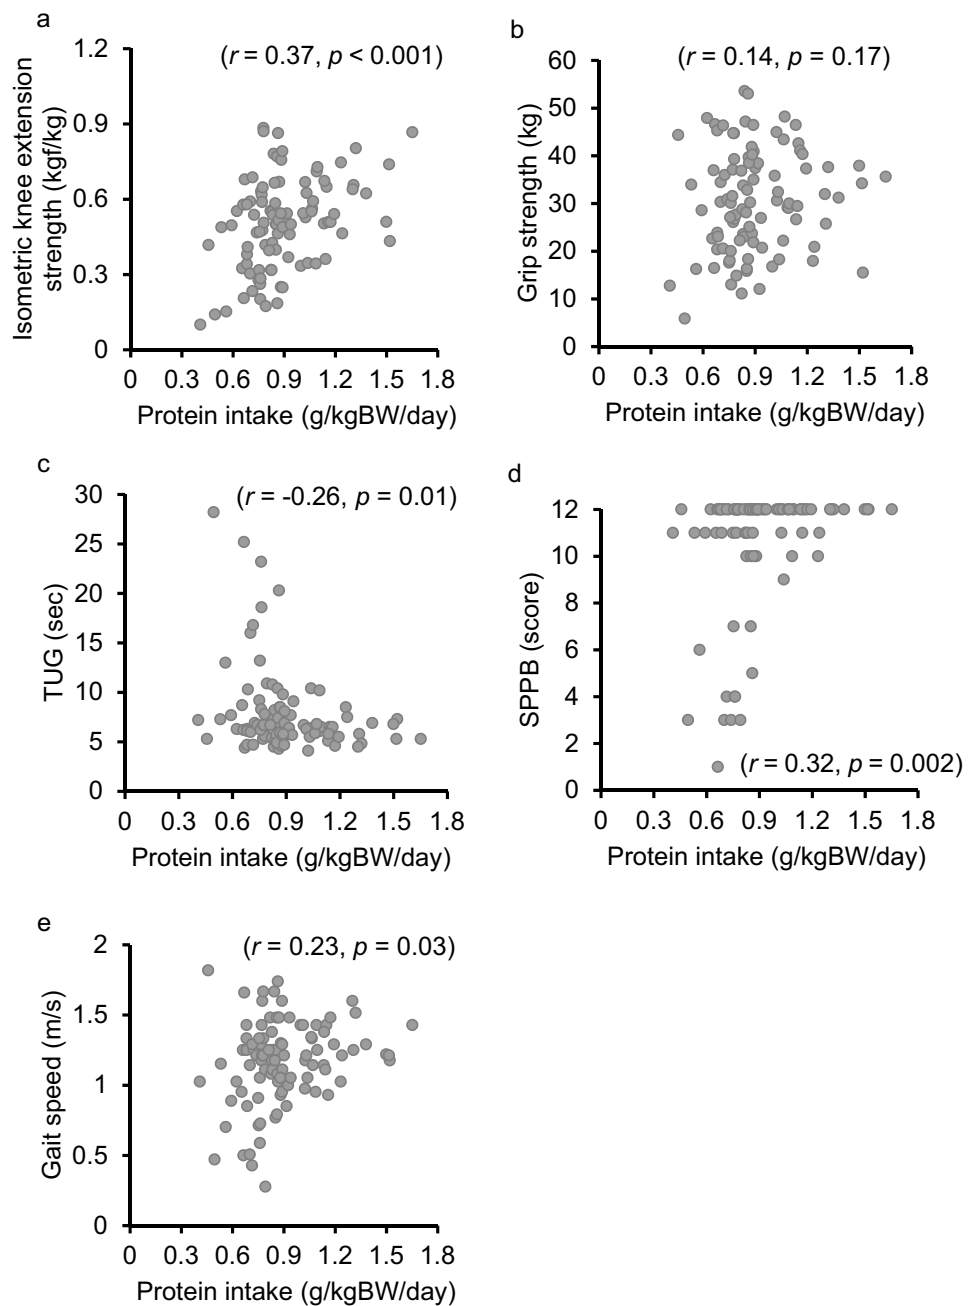 a
(r = 0.37, p < 0.001)
Isometric knee extension
strength (kgf/kg)
1.2
0.9
0.6
0.3
0
0 0.3 0.6 0.9 1.2 1.5 1.8
Protein intake (g/kgBW/day)
b
(r = 0.14, p = 0.17)
Grip strength (kg)
60
50
40
30
20
10
0
0 0.3 0.6 0.9 1.2 1.5 1.8
Protein intake (g/kgBW/day)
c
(r = -0.26, p = 0.01)
TUG (sec)
30
25
20
15
10
5
0
0 0.3 0.6 0.9 1.2 1.5 1.8
Protein intake (g/kgBW/day)
d
SPPB (score)
12
10
8
6
4
2
0
(r = 0.32, p = 0.002)
0 0.3 0.6 0.9 1.2 1.5 1.8
Protein intake (g/kgBW/day)
e
(r = 0.23, p = 0.03)
Gait speed (m/s)
2
1.5
1
0.5
0
0 0.3 0.6 0.9 1.2 1.5 1.8
Protein intake (g/kgBW/day)